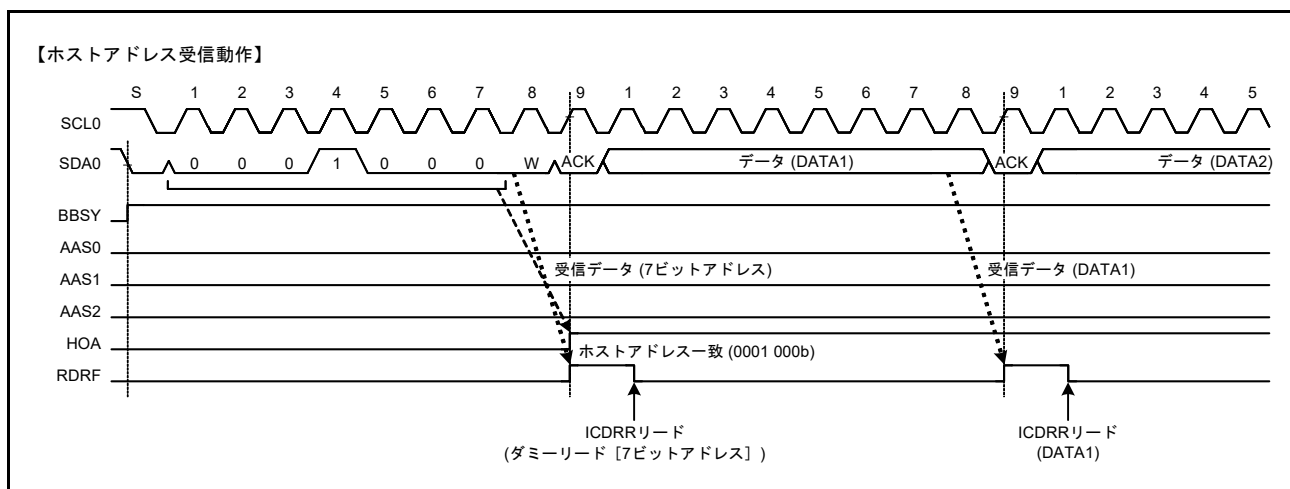 【ホストアドレス受信動作】
S 1 2 3 4 5 6 7 8 9 1 2 3 4 5 6 7 8 9 1 2 3 4 5
SCL0
SDA0 0 0 0 1 0 0 0 W ACK データ (DATA1) ACK データ (DATA2)
BBSY
AAS0
AAS1 受信データ (7ビットアドレス) 受信データ (DATA1)
AAS2
HOA ホストアドレス一致 (0001 000b)
RDRF
ICDRRリード ICDRRリード
(ダミーリード [7ビットアドレス]) (DATA1)